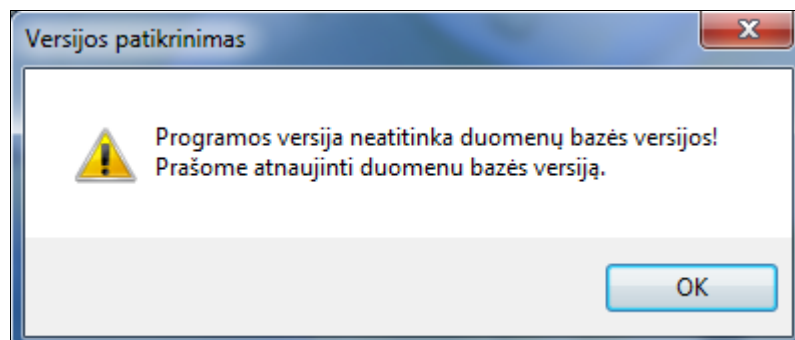 Versijos patikrinimas
Programos versija neatitinka duomenų bazės versijos!
Prašome atnaujinti duomenu bazės versiją.
OK